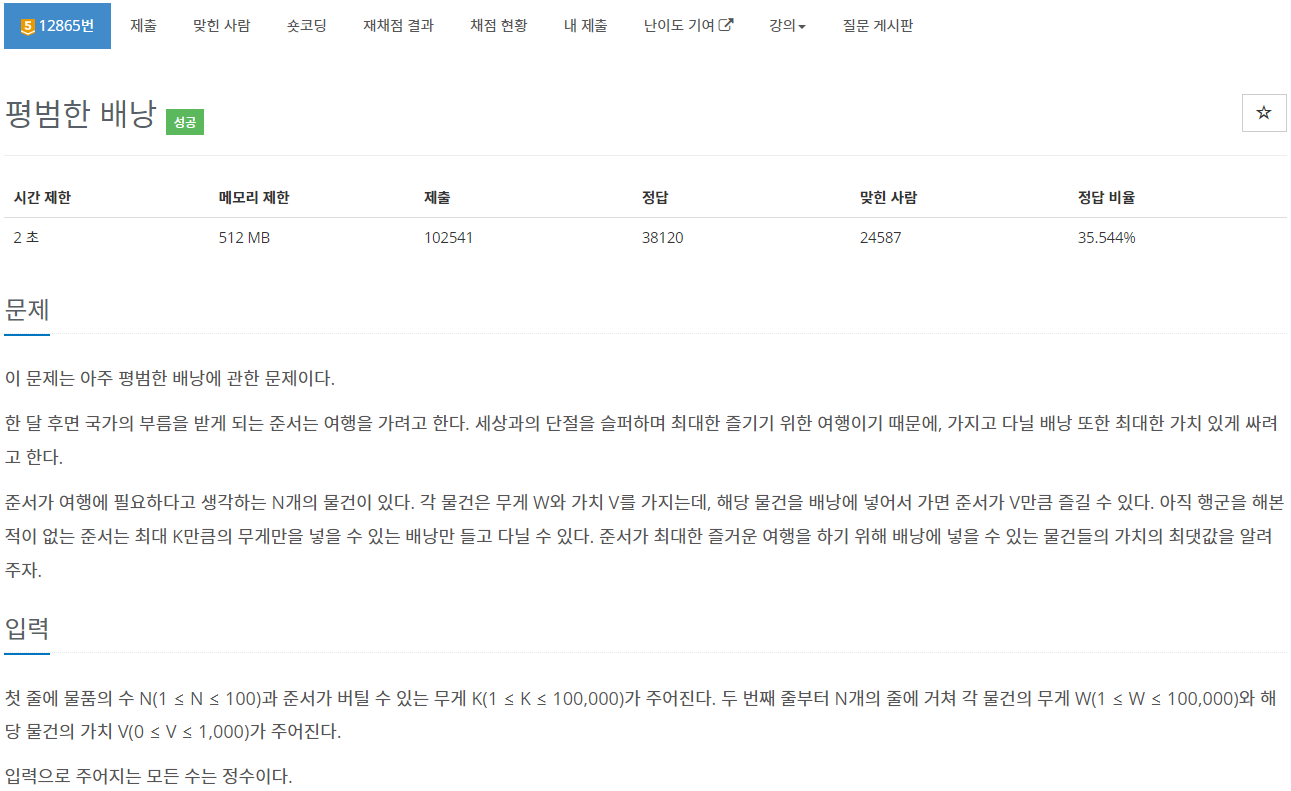 5 12865번 제출 맞힌 사람 숏코딩 재채점 결과 채점 현황 내 제출 난이도 기여 강의 질문 게시판
평범한 배낭 성공
시간 제한 메모리 제한 제출 정답 맞힌 사람 정답 비율
2 초 512 MB 102541 38120 24587 35.544%
문제
이 문제는 아주 평범한 배낭에 관한 문제이다.
한 달 후면 국가의 부름을 받게 되는 준서는 여행을 가려고 한다. 세상과의 단절을 슬퍼하며 최대한 즐기기 위한 여행이기 때문에, 가지고 다닐 배낭 또한 최대한 가치 있게 싸려
고 한다.
준서가 여행에 필요하다고 생각하는 N개의 물건이 있다. 각 물건은 무게 W와 가치 V를 가지는데, 해당 물건을 배낭에 넣어서 가면 준서가 V만큼 즐길 수 있다. 아직 행군을 해본
적이 없는 준서는 최대 K만큼의 무게만을 넣을 수 있는 배낭만 들고 다닐 수 있다. 준서가 최대한 즐거운 여행을 하기 위해 배낭에 넣을 수 있는 물건들의 가치의 최댓값을 알려
주자.
입력
첫 줄에 물품의 수 N(1 ≤ N ≤ 100)과 준서가 버틸 수 있는 무게 K(1 ≤ K ≤ 100,000)가 주어진다. 두 번째 줄부터 N개의 줄에 거쳐 각 물건의 무게 W(1 ≤ W ≤ 100,000)와 해
당 물건의 가치 V(0 ≤ V ≤ 1,000)가 주어진다.
입력으로 주어지는 모든 수는 정수이다.